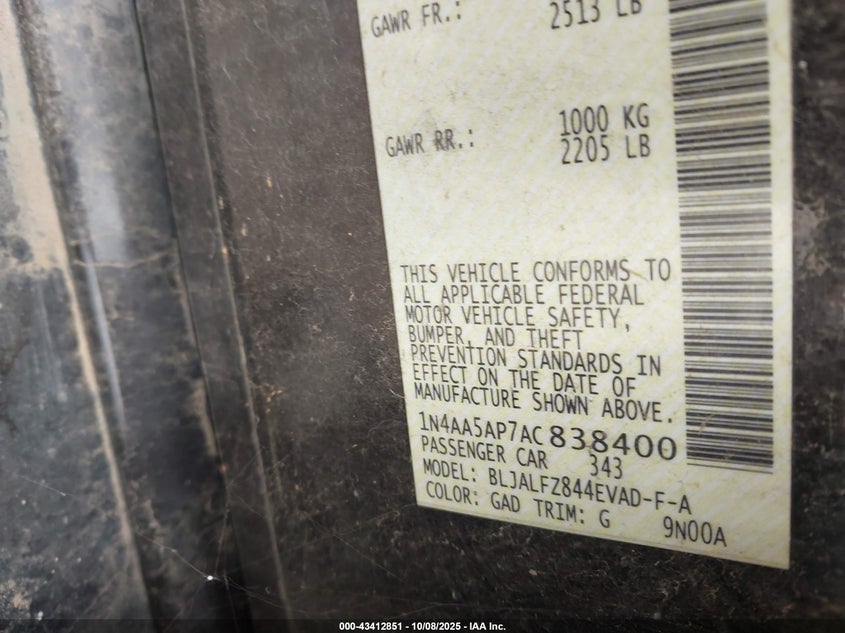 GAWR FR.: 2513 LB
1000 KG
GAWR RR.: 2205 LB
THIS VEHICLE CONFORMS TO
ALL APPLICABLE FEDERAL
MOTOR VEHICLE SAFETY,
BUMPER, AND THEFT
PREVENTION STANDARDS IN
EFFECT ON THE DATE OF
MANUFACTURE SHOWN ABOVE.
1N4AA5AP7AC838400
PASSENGER CAR 343
MODEL: BLJALFZ844EVAD-F-A
COLOR: GAD TRIM: G 9N00A
000-43412851 - 10/08/2025 - IAA Inc.